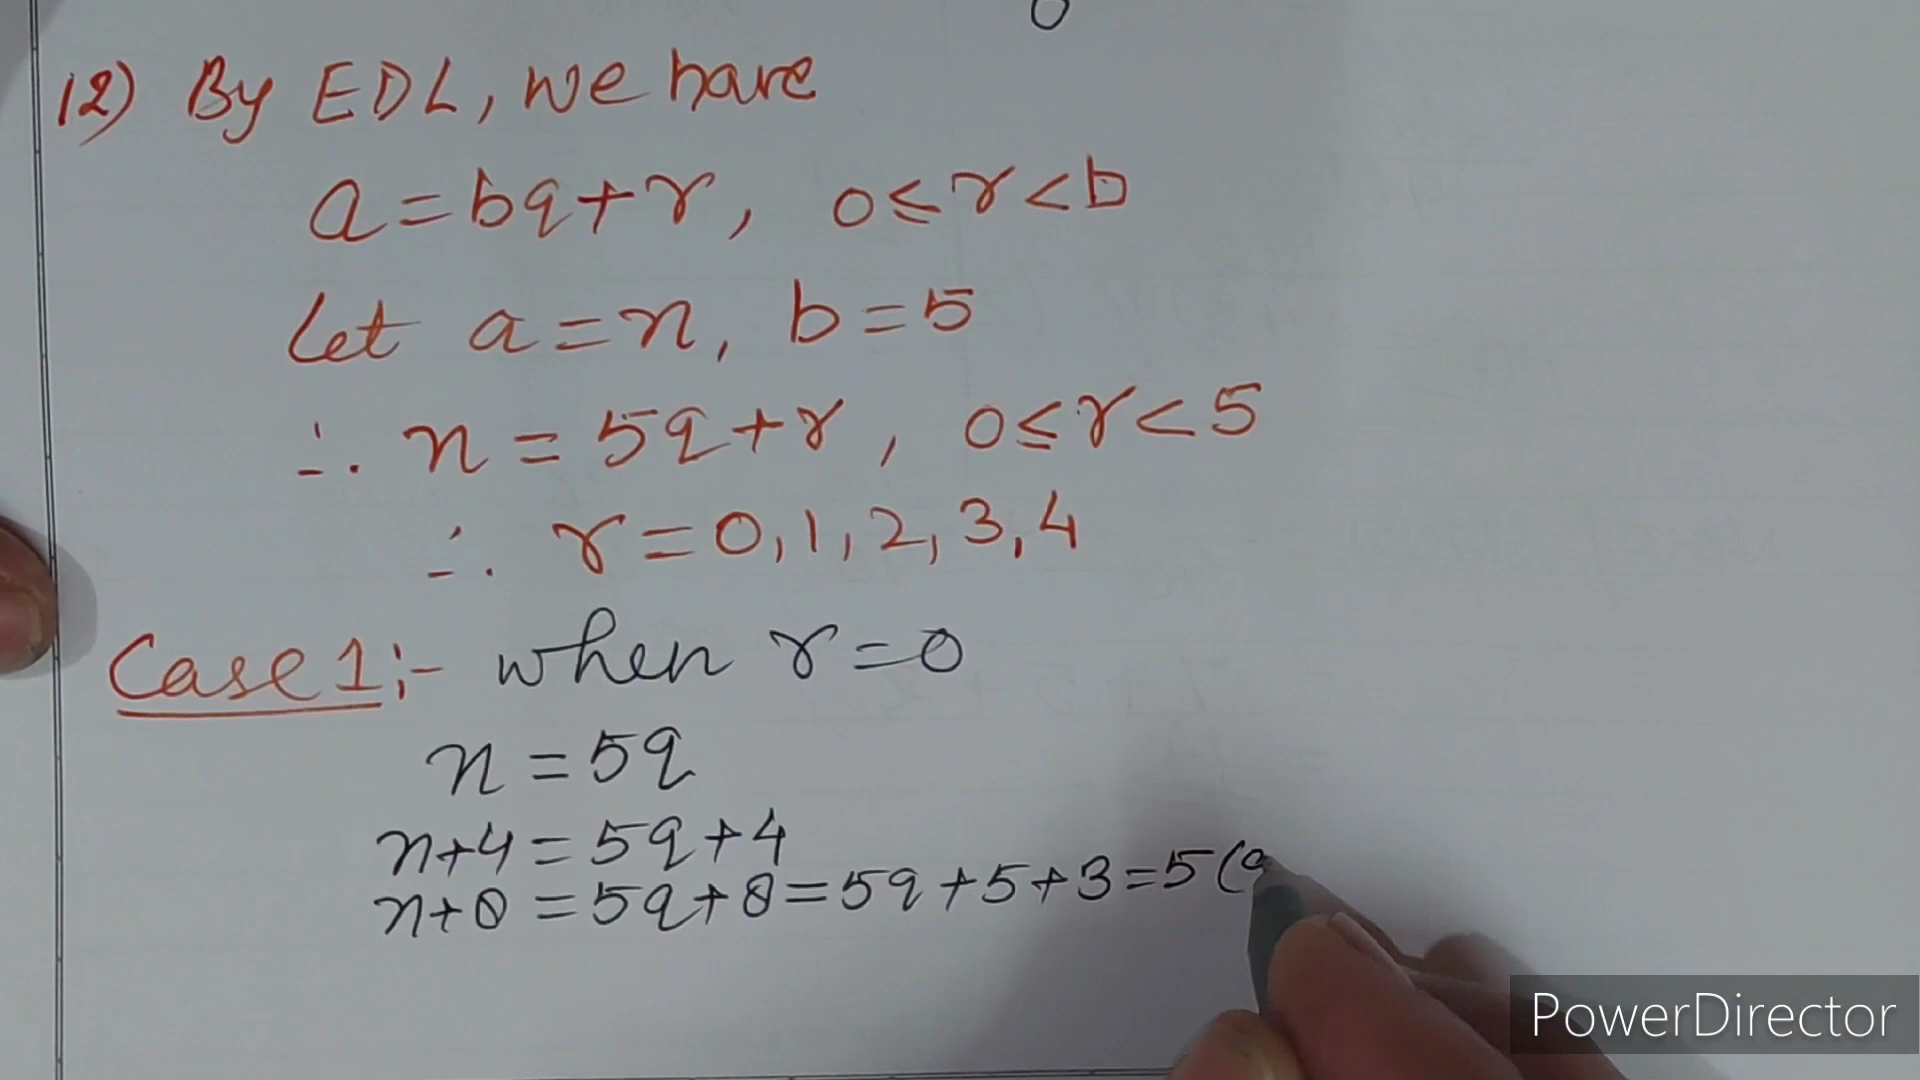 12) By EDL, we have
a = bq + r, 0 ≤ r < b
Let a = n, b = 5
∴ n = 5q + r, 0 ≤ r < 5
∴ r = 0, 1, 2, 3, 4
Case 1:- when r = 0
n = 5q
n+4 = 5q+4
n+8 = 5q+8 = 5q+5+3 = 5(q
PowerDirector